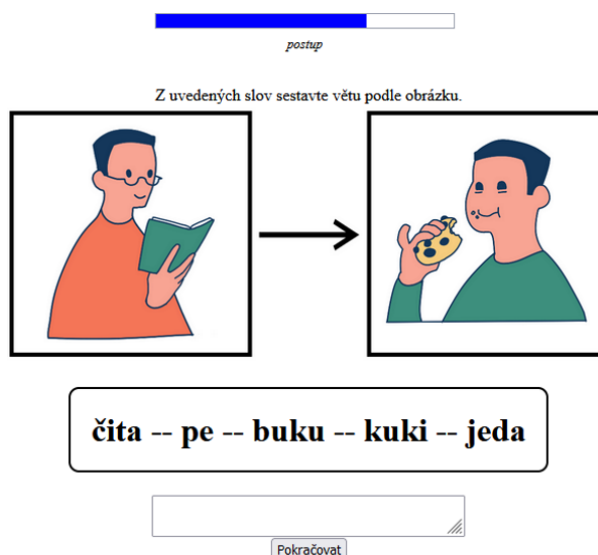 postup
Z uvedených slov sestavte větu podle obrázku.
čita -- pe -- buku -- kuki -- jeda
Pokračovat